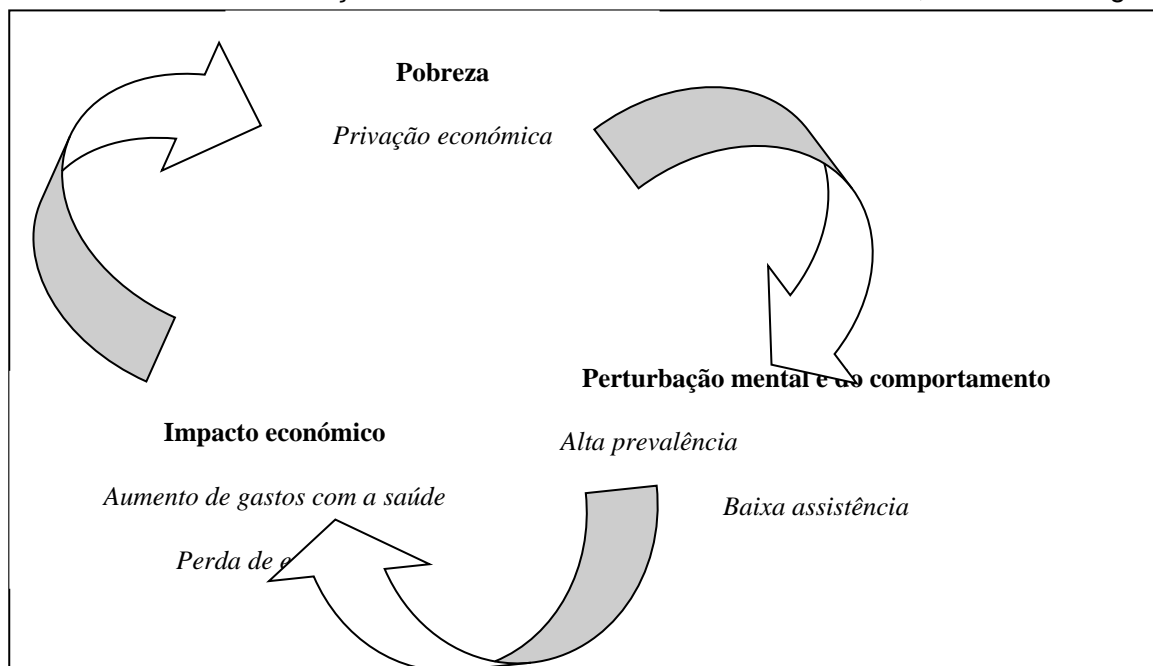 Pobreza
Privação económica
Perturbação mental e do comportamento
Impacto económico
Alta prevalência
Aumento de gastos com a saúde
Baixa assistência
Perda de